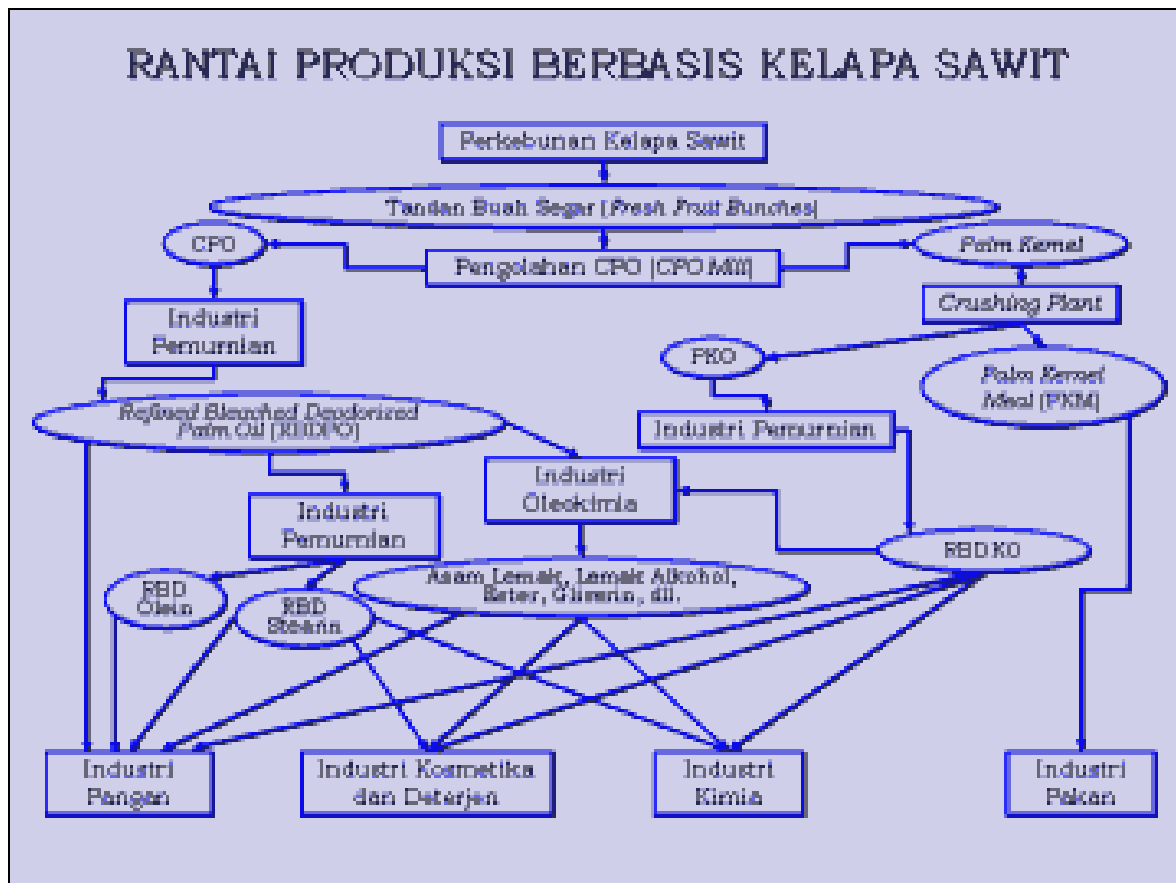 RANTAI PRODUKSI BERBASIS KELAPA SAWIT
Perkebunan Kelapa Sawit
Tandan Buah Segar (Fresh Fruit Bunches)
CPO
Palm Kernel
Pengolahan CPO (CPO Mill)
Crushing Plant
Industri
Pemurnian
PKO
Palm Kernel
Meal (PKM)
Refined Bleached Deodorized
Palm Oil (RBDPO)
Industri Pemurnian
Industri
Oleokimia
Industri
Pemurnian
RBDKO
Asam Lemak, Lemak Alkohol,
Ester, Gliserin, dll.
RBD
Olein
RBD
Stearin
Industri
Pangan
Industri Kosmetika
dan Deterjen
Industri
Kimia
Industri
Pakan